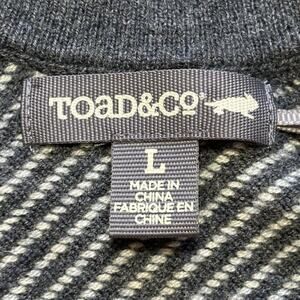 TOAD&CO®
L
MADE IN
CHINA
FABRIQUE EN
CHINE